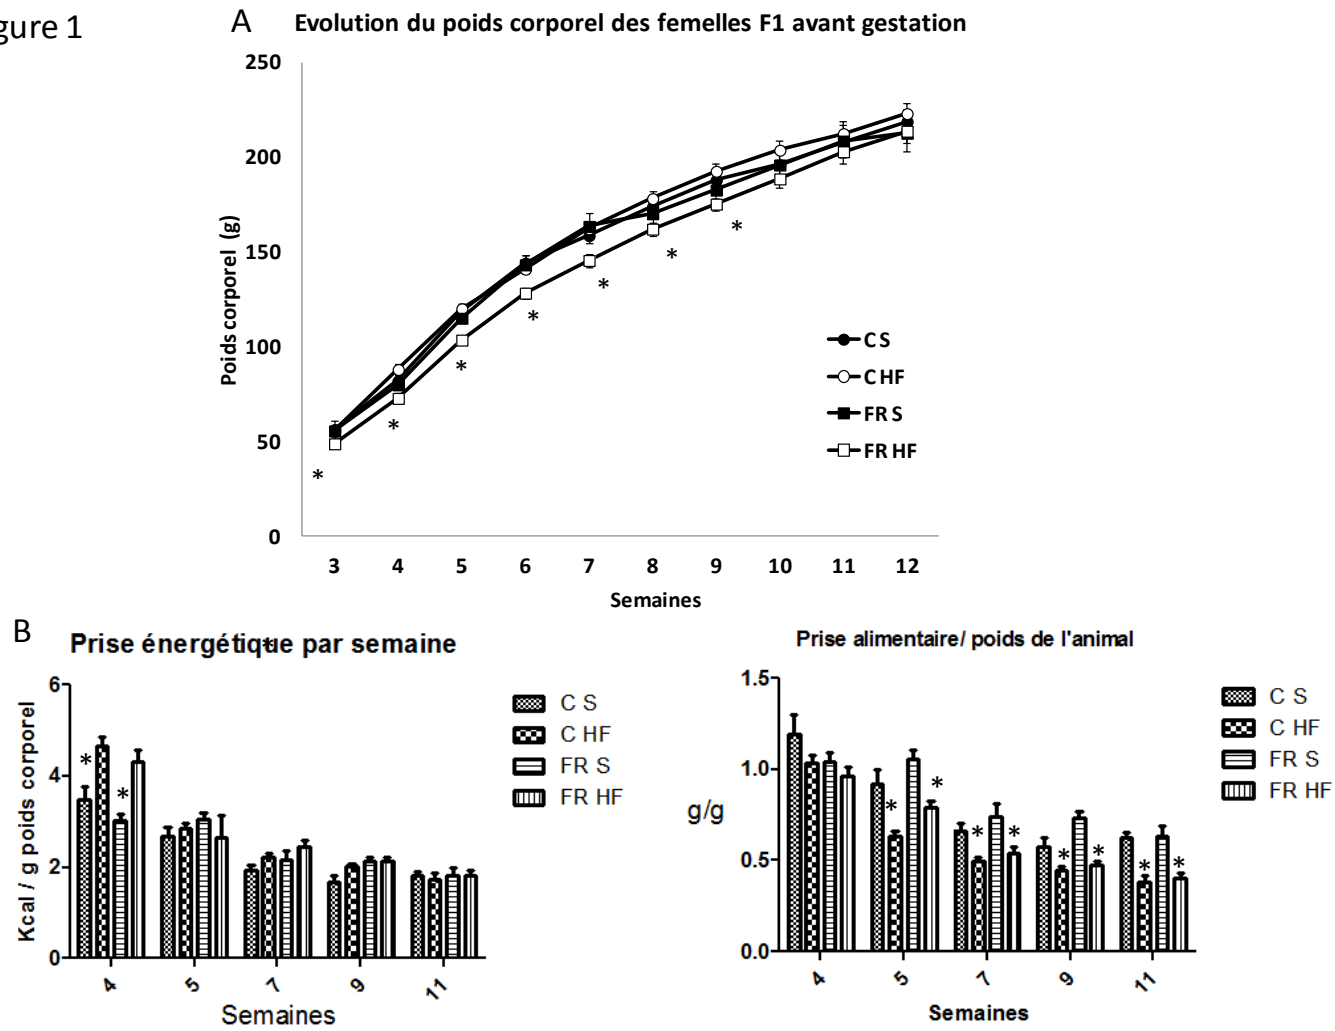 gure 1
A
Evolution du poids corporel des femelles F1 avant gestation
250
200
150
100
50
0
Poids corporel (g)
* * * * * * *
C S
C HF
FR S
FR HF
3 4 5 6 7 8 9 10 11 12
Semaines
B
Prise énergétique par semaine
*
6
4
2
0
Kcal / g poids corporel
* *
C S
C HF
FR S
FR HF
4 5 7 9 11
Semaines
Prise alimentaire/ poids de l'animal
1.5
1.0
0.5
0.0
g/g
* * * * * * * *
C S
C HF
FR S
FR HF
4 5 7 9 11
Semaines